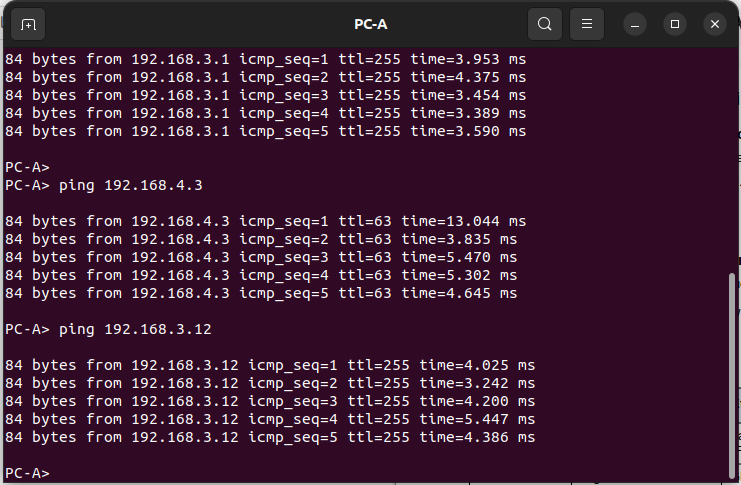 PC-A
84 bytes from 192.168.3.1 icmp_seq=1 ttl=255 time=3.953 ms
84 bytes from 192.168.3.1 icmp_seq=2 ttl=255 time=4.375 ms
84 bytes from 192.168.3.1 icmp_seq=3 ttl=255 time=3.454 ms
84 bytes from 192.168.3.1 icmp_seq=4 ttl=255 time=3.389 ms
84 bytes from 192.168.3.1 icmp_seq=5 ttl=255 time=3.590 ms
PC-A>
PC-A> ping 192.168.4.3
84 bytes from 192.168.4.3 icmp_seq=1 ttl=63 time=13.044 ms
84 bytes from 192.168.4.3 icmp_seq=2 ttl=63 time=3.835 ms
84 bytes from 192.168.4.3 icmp_seq=3 ttl=63 time=5.470 ms
84 bytes from 192.168.4.3 icmp_seq=4 ttl=63 time=5.302 ms
84 bytes from 192.168.4.3 icmp_seq=5 ttl=63 time=4.645 ms
PC-A> ping 192.168.3.12
84 bytes from 192.168.3.12 icmp_seq=1 ttl=255 time=4.025 ms
84 bytes from 192.168.3.12 icmp_seq=2 ttl=255 time=3.242 ms
84 bytes from 192.168.3.12 icmp_seq=3 ttl=255 time=4.200 ms
84 bytes from 192.168.3.12 icmp_seq=4 ttl=255 time=5.447 ms
84 bytes from 192.168.3.12 icmp_seq=5 ttl=255 time=4.386 ms
PC-A>